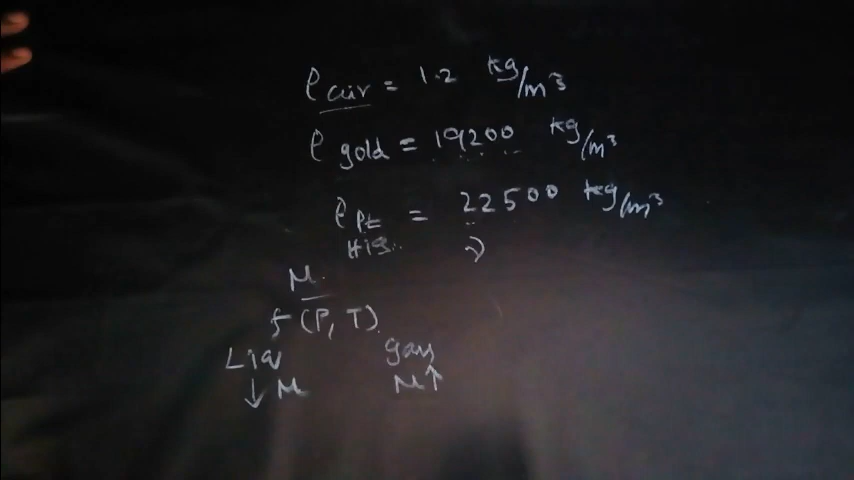 ρ air = 1.2 kg/m³
ρ gold = 19200 kg/m³
ρ Pt = 22500 kg/m³
μ
f (P, T)
Liq gas
↓ μ μ ↑